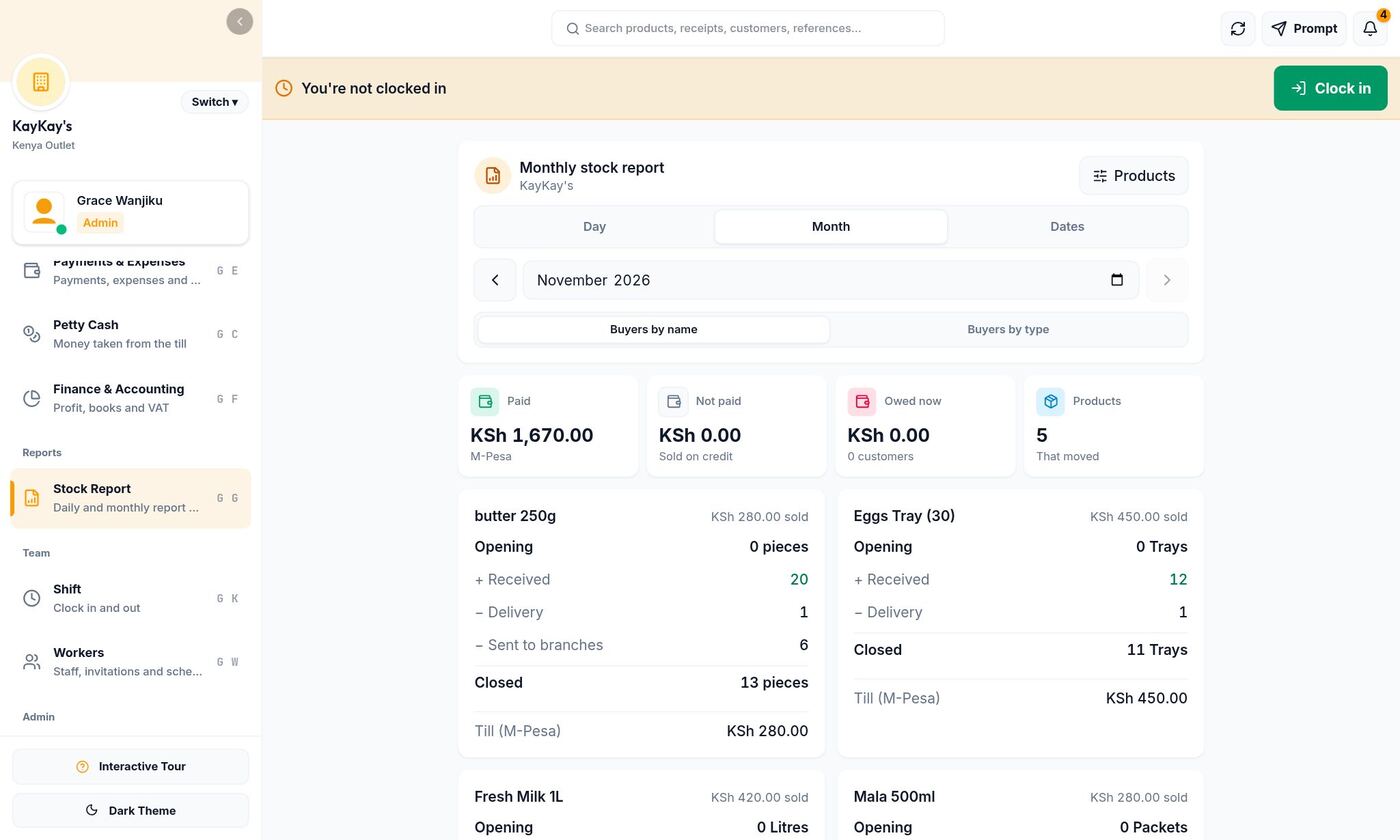 Search products, receipts, customers, references...
Prompt
4
Switch ▾
KayKay's
Kenya Outlet
You're not clocked in
Clock in
Grace Wanjiku
Admin
Payments & Expenses
Payments, expenses and ...
G E
Petty Cash
Money taken from the till
G C
Finance & Accounting
Profit, books and VAT
G F
Reports
Stock Report
Daily and monthly report ...
G G
Team
Shift
Clock in and out
G K
Workers
Staff, invitations and sche...
G W
Admin
Interactive Tour
Dark Theme
Monthly stock report
KayKay's
Products
Day
Month
Dates
November 2026
Buyers by name
Buyers by type
Paid
KSh 1,670.00
M-Pesa
Not paid
KSh 0.00
Sold on credit
Owed now
KSh 0.00
0 customers
Products
5
That moved
butter 250g
KSh 280.00 sold
Opening
0 pieces
+ Received
20
− Delivery
1
− Sent to branches
6
Closed
13 pieces
Till (M-Pesa)
KSh 280.00
Eggs Tray (30)
KSh 450.00 sold
Opening
0 Trays
+ Received
12
− Delivery
1
Closed
11 Trays
Till (M-Pesa)
KSh 450.00
Fresh Milk 1L
KSh 420.00 sold
Opening
0 Litres
Mala 500ml
KSh 280.00 sold
Opening
0 Packets